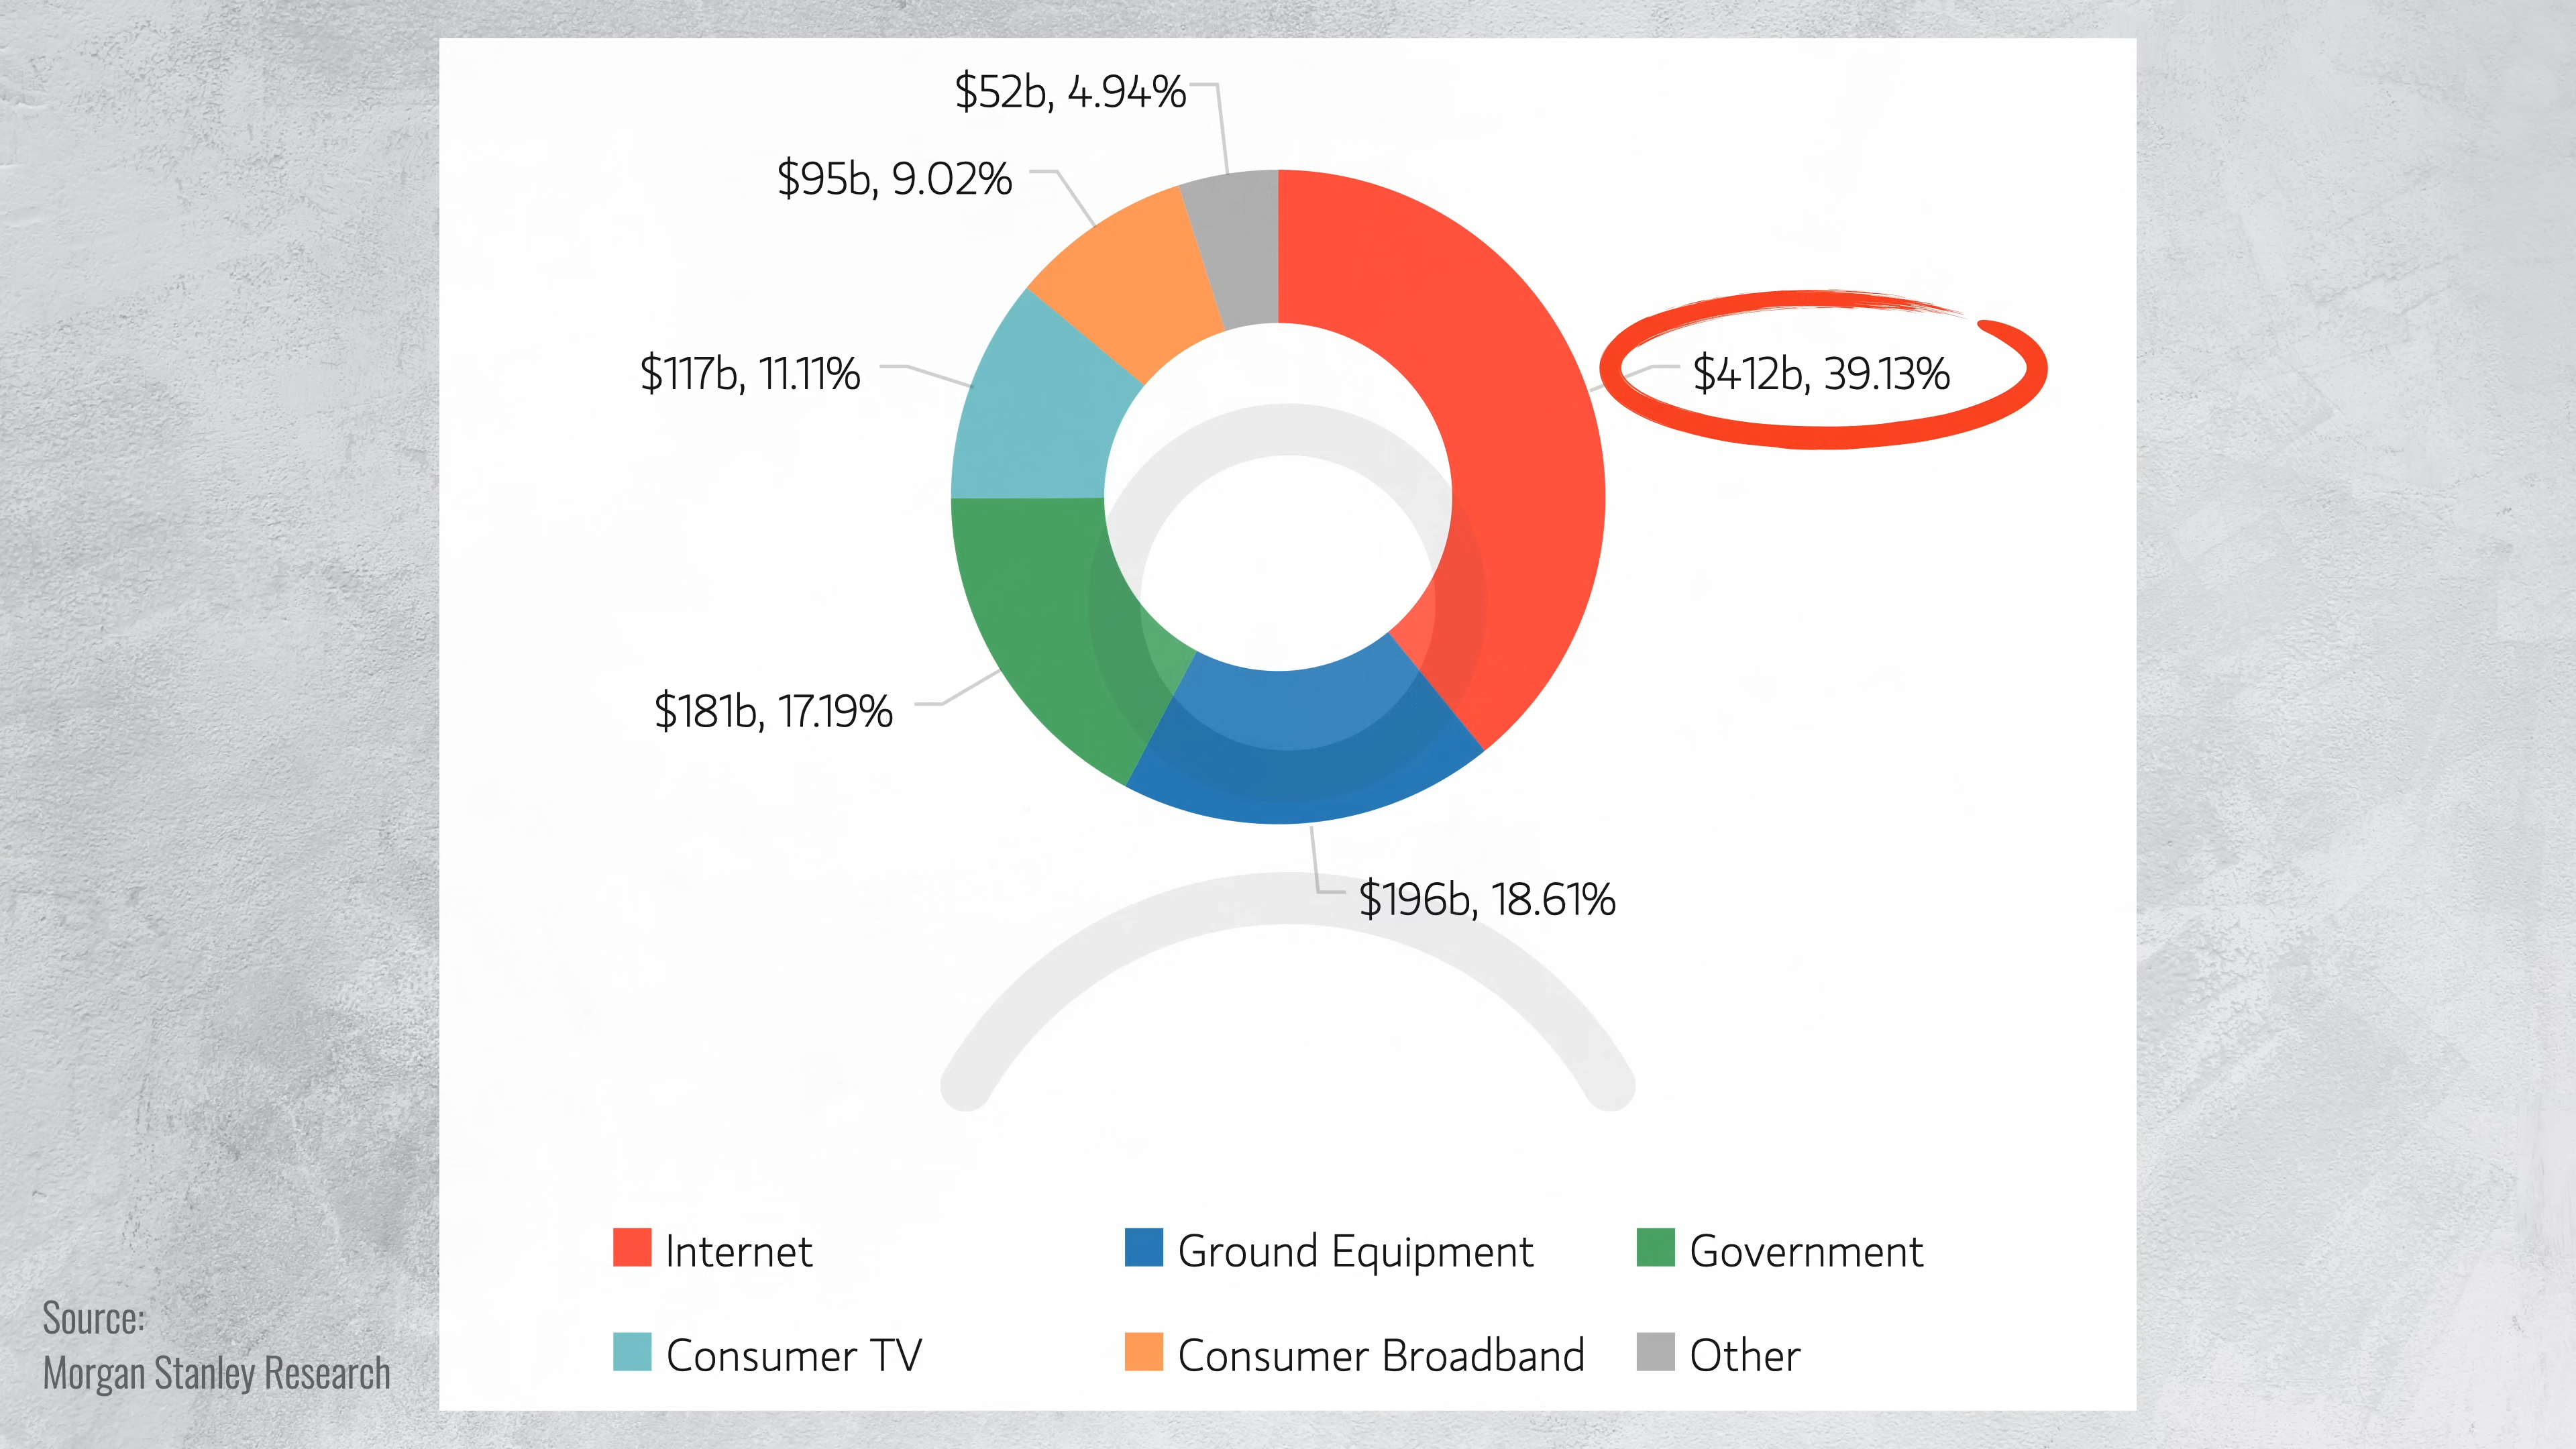 $52b, 4.94%
$95b, 9.02%
$117b, 11.11%
$412b, 39.13%
$181b, 17.19%
$196b, 18.61%
Internet
Ground Equipment
Government
Consumer TV
Consumer Broadband
Other
Source:
Morgan Stanley Research